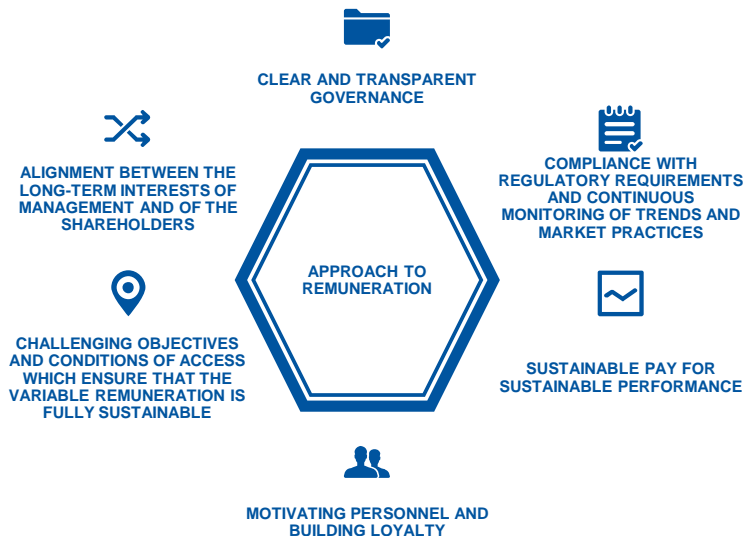 CLEAR AND TRANSPARENT
GOVERNANCE
ALIGNMENT BETWEEN THE
LONG-TERM INTERESTS OF
MANAGEMENT AND OF THE
SHAREHOLDERS
COMPLIANCE WITH
REGULATORY REQUIREMENTS
AND CONTINUOUS
MONITORING OF TRENDS AND
MARKET PRACTICES
APPROACH TO
REMUNERATION
CHALLENGING OBJECTIVES
AND CONDITIONS OF ACCESS
WHICH ENSURE THAT THE
VARIABLE REMUNERATION IS
FULLY SUSTAINABLE
SUSTAINABLE PAY FOR
SUSTAINABLE PERFORMANCE
MOTIVATING PERSONNEL AND
BUILDING LOYALTY